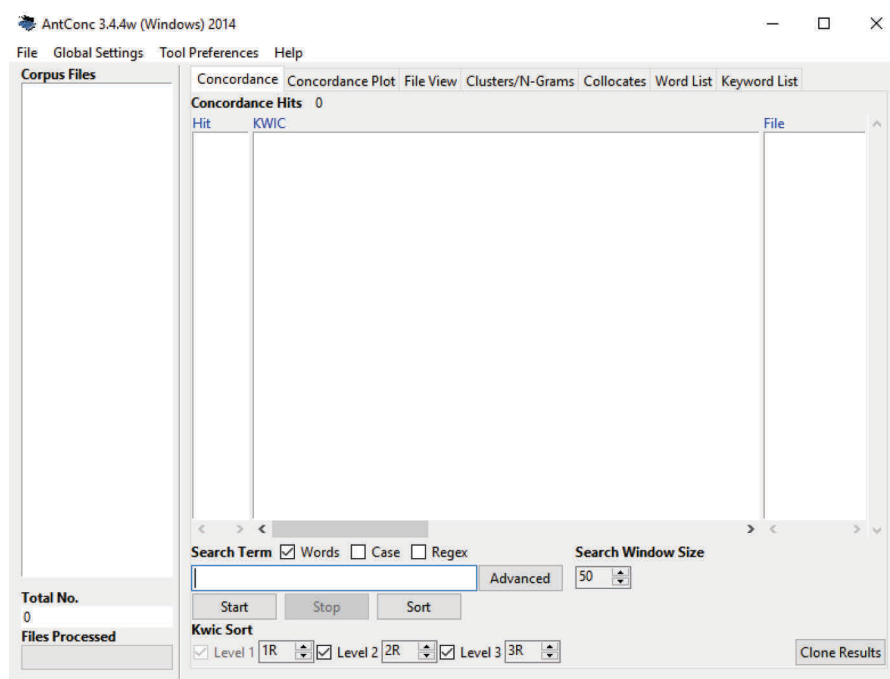 AntConc 3.4.4w (Windows) 2014
File Global Settings Tool Preferences Help
Corpus Files
Concordance Concordance Plot File View Clusters/N-Grams Collocates Word List Keyword List
Concordance Hits 0
Hit KWIC File
Search Term Words Case Regex Search Window Size
Advanced 50
Total No.
0
Start Stop Sort
Files Processed
Kwic Sort
Level 1 1R Level 2 2R Level 3 3R Clone Results